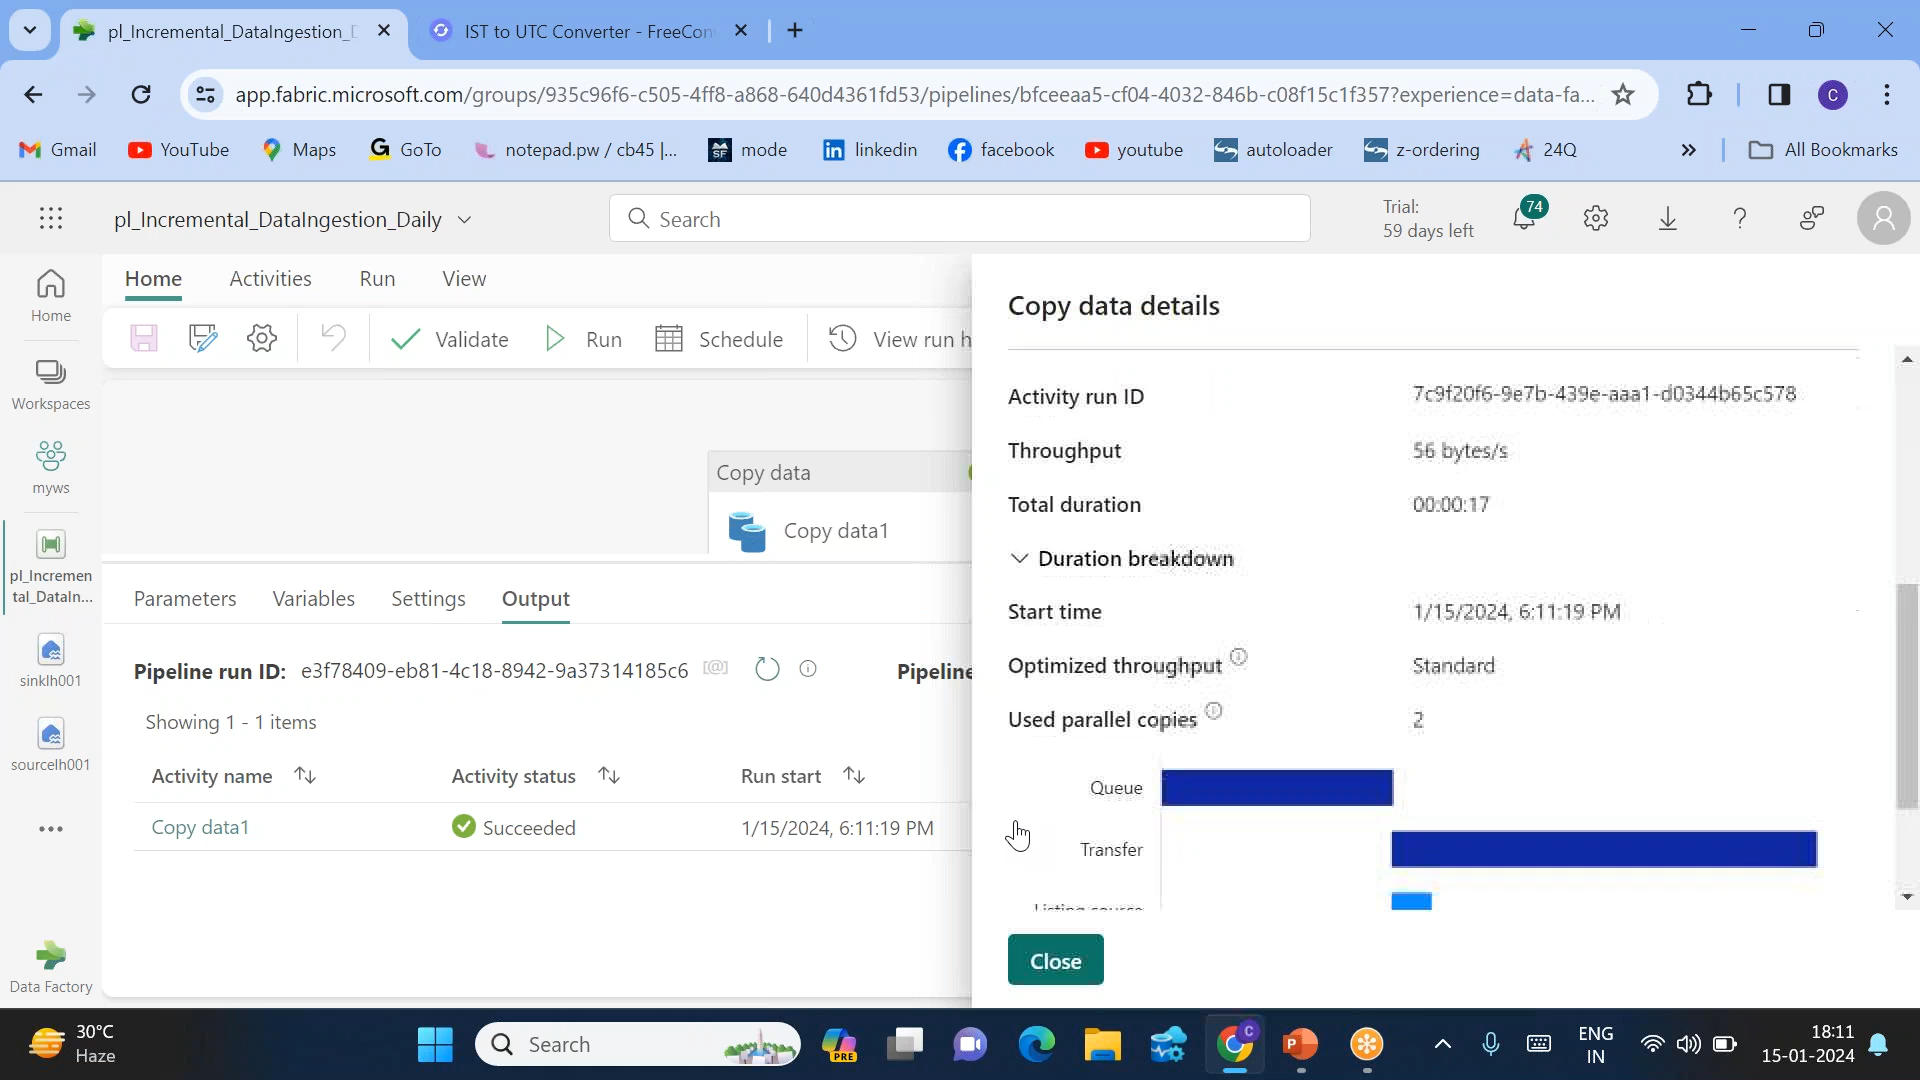 pl_Incremental_DataIngestion_D
IST to UTC Converter - FreeCon
app.fabric.microsoft.com/groups/935c96f6-c505-4ff8-a868-640d4361fd53/pipelines/bfceeaa5-cf04-4032-846b-c08f15c1f357?experience=data-fa...
C
Gmail
YouTube
Maps
GoTo
notepad.pw / cb45 |...
mode
linkedin
facebook
youtube
autoloader
z-ordering
24Q
All Bookmarks
pl_Incremental_DataIngestion_Daily
Search
Trial:
59 days left
74
Home
Workspaces
myws
pl_Incremen
tal_DataIn...
sinklh001
sourcelh001
Data Factory
Home
Activities
Run
View
Validate
Run
Schedule
View run h
Copy data
Copy data1
Parameters
Variables
Settings
Output
Pipeline run ID: e3f78409-eb81-4c18-8942-9a37314185c6
Pipeline
Showing 1 - 1 items
Activity name
Activity status
Run start
Copy data1
Succeeded
1/15/2024, 6:11:19 PM
Copy data details
Activity run ID
7c9f20f6-9e7b-439e-aaa1-d0344b65c578
Throughput
56 bytes/s
Total duration
00:00:17
Duration breakdown
Start time
1/15/2024, 6:11:19 PM
Optimized throughput
Standard
Used parallel copies
2
Queue
Transfer
Listing source
Close
30°C
Haze
Search
PRE
C
ENG
IN
18:11
15-01-2024